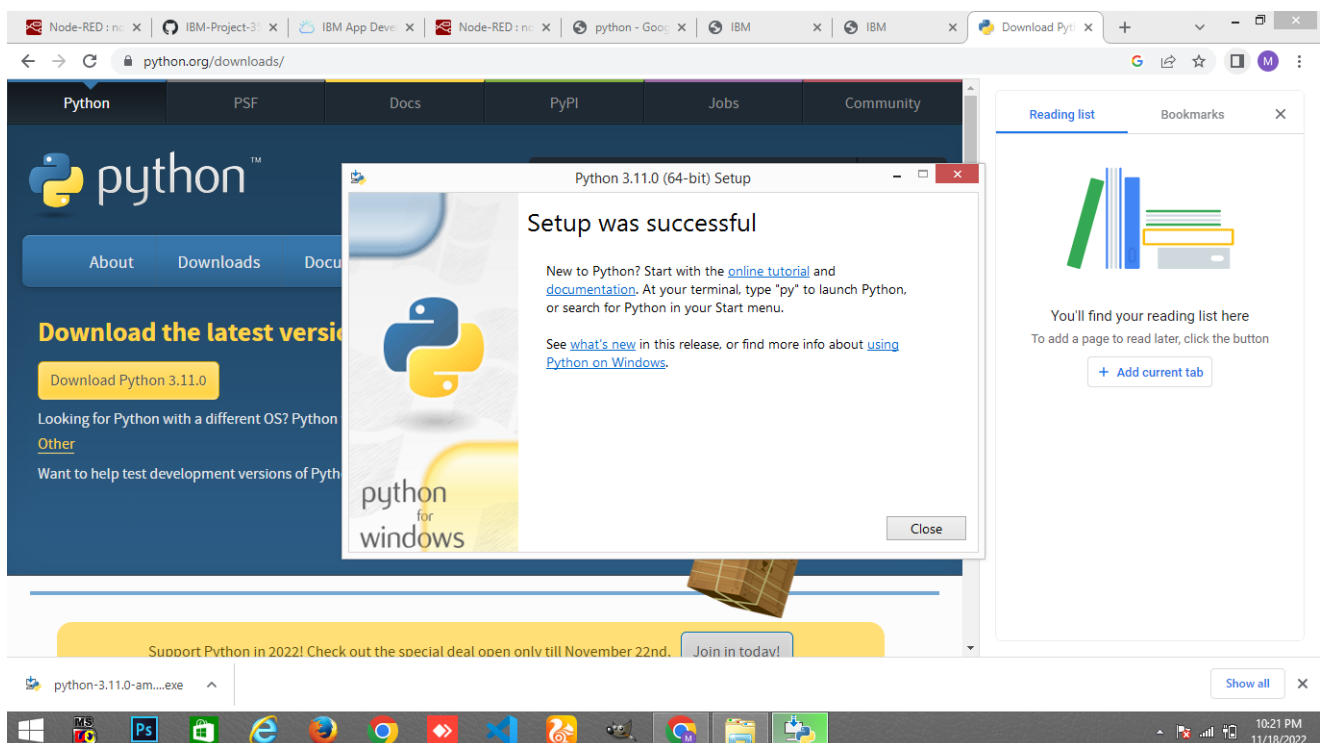 Node-RED : no
IBM-Project-35
IBM App Deve
Node-RED : no
python - Goog
IBM
IBM
Download Pyt
python.org/downloads/
G
M
Python
PSF
Docs
PyPI
Jobs
Community
python™
About
Downloads
Docu
Download the latest versi
Download Python 3.11.0
Looking for Python with a different OS? Python
Other
Want to help test development versions of Pyth
Python 3.11.0 (64-bit) Setup
Setup was successful
New to Python? Start with the online tutorial and
documentation. At your terminal, type "py" to launch Python,
or search for Python in your Start menu.
See what's new in this release, or find more info about using
Python on Windows.
python
for
windows
Close
Reading list
Bookmarks
You'll find your reading list here
To add a page to read later, click the button
+ Add current tab
Support Python in 2022! Check out the special deal open only till November 22nd.
Join in today!
python-3.11.0-am....exe
Show all
MS
Ps
M
10:21 PM
11/18/2022